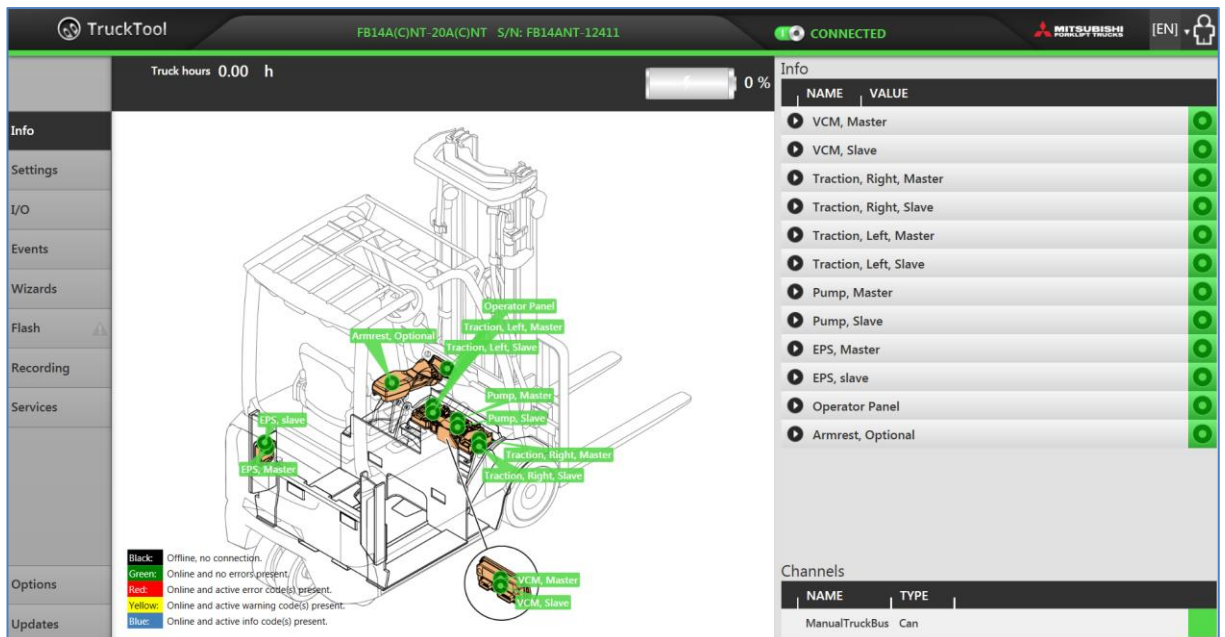 TruckTool
FB14A(C)NT-20A(C)NT S/N: FB14ANT-12411
CONNECTED
MITSUBISHI
FORKLIFT TRUCKS
[EN]
Truck hours 0.00 h
0 %
Info
Settings
I/O
Events
Wizards
Flash
Recording
Services
Options
Updates
Operator Panel
Traction, Left, Master
Armrest, Optional
Traction, Left, Slave
Pump, Master
Pump, Slave
EPS, slave
Traction, Right, Master
EPS, Master
Traction, Right, Slave
VCM, Master
VCM, Slave
Black: Offline, no connection.
Green: Online and no errors present.
Red: Online and active error code(s) present.
Yellow: Online and active warning code(s) present.
Blue: Online and active info code(s) present.
Info
NAME VALUE
VCM, Master
VCM, Slave
Traction, Right, Master
Traction, Right, Slave
Traction, Left, Master
Traction, Left, Slave
Pump, Master
Pump, Slave
EPS, Master
EPS, slave
Operator Panel
Armrest, Optional
Channels
NAME TYPE
ManualTruckBus Can